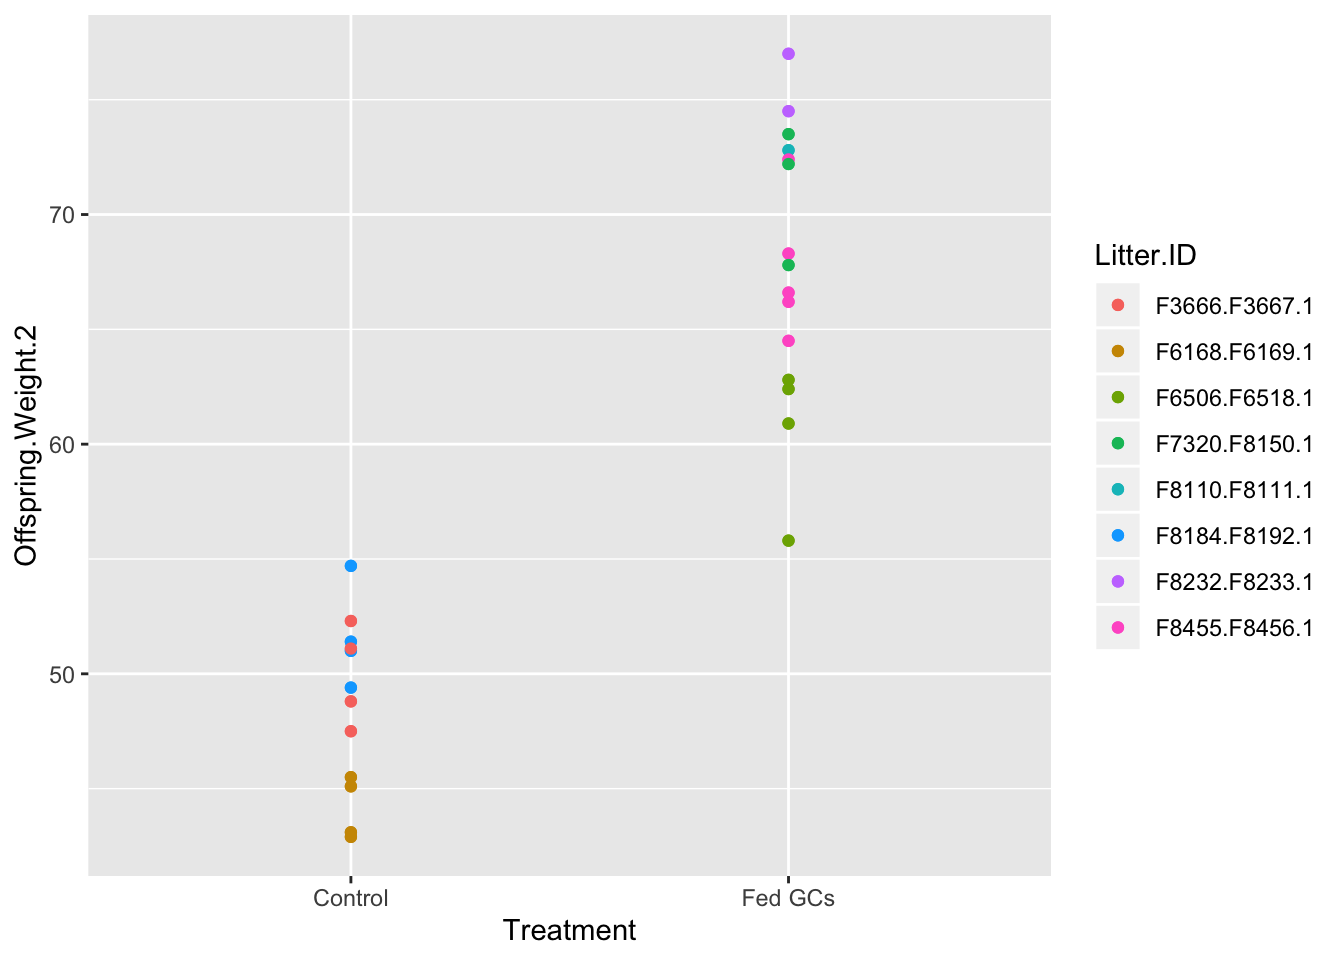 Offspring.Weight.2
70
60
50
Control
Fed GCs
Treatment
Litter.ID
F3666.F3667.1
F6168.F6169.1
F6506.F6518.1
F7320.F8150.1
F8110.F8111.1
F8184.F8192.1
F8232.F8233.1
F8455.F8456.1